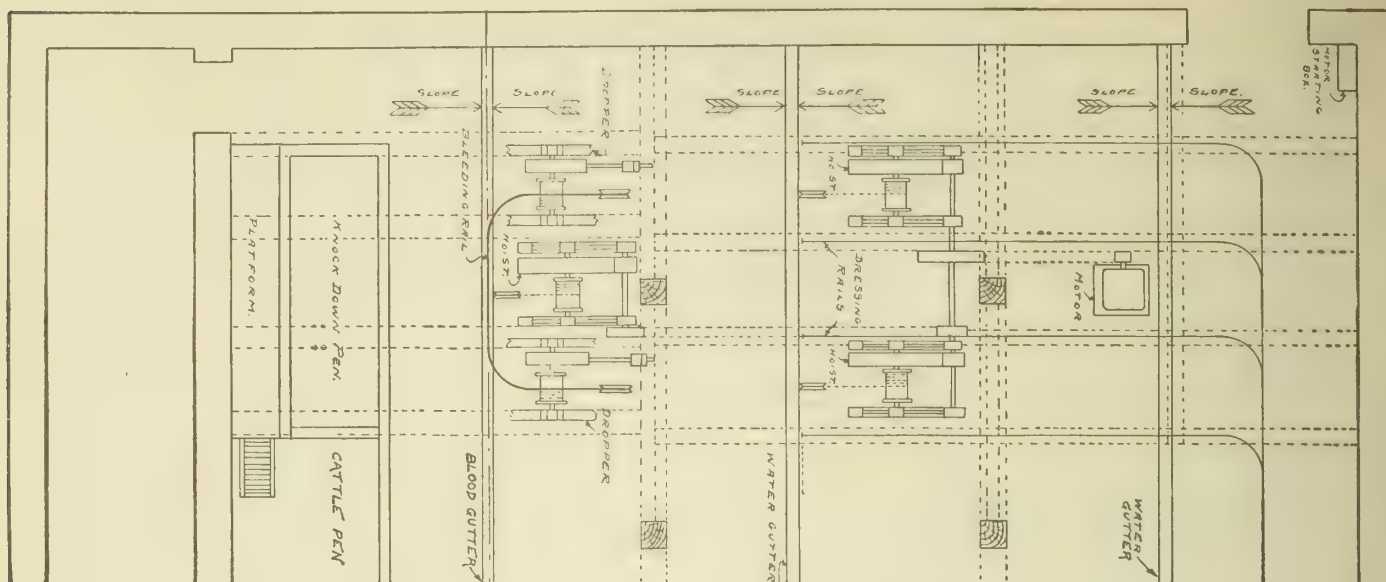 MOTOR
STARTING
BOX.
SLOPE
SLOPE
SLOPE
SLOPE
SLOPE
SLOPE.
DROPPER
BLEEDING RAIL
HOIST.
HOIST.
PLATFORM.
KNOCK DOWN PEN.
DRESSING
RAILS
MOTOR
HOIST.
DROPPER
CATTLE PEN
BLOOD GUTTER
WATER GUTTER
WATER
GUTTER